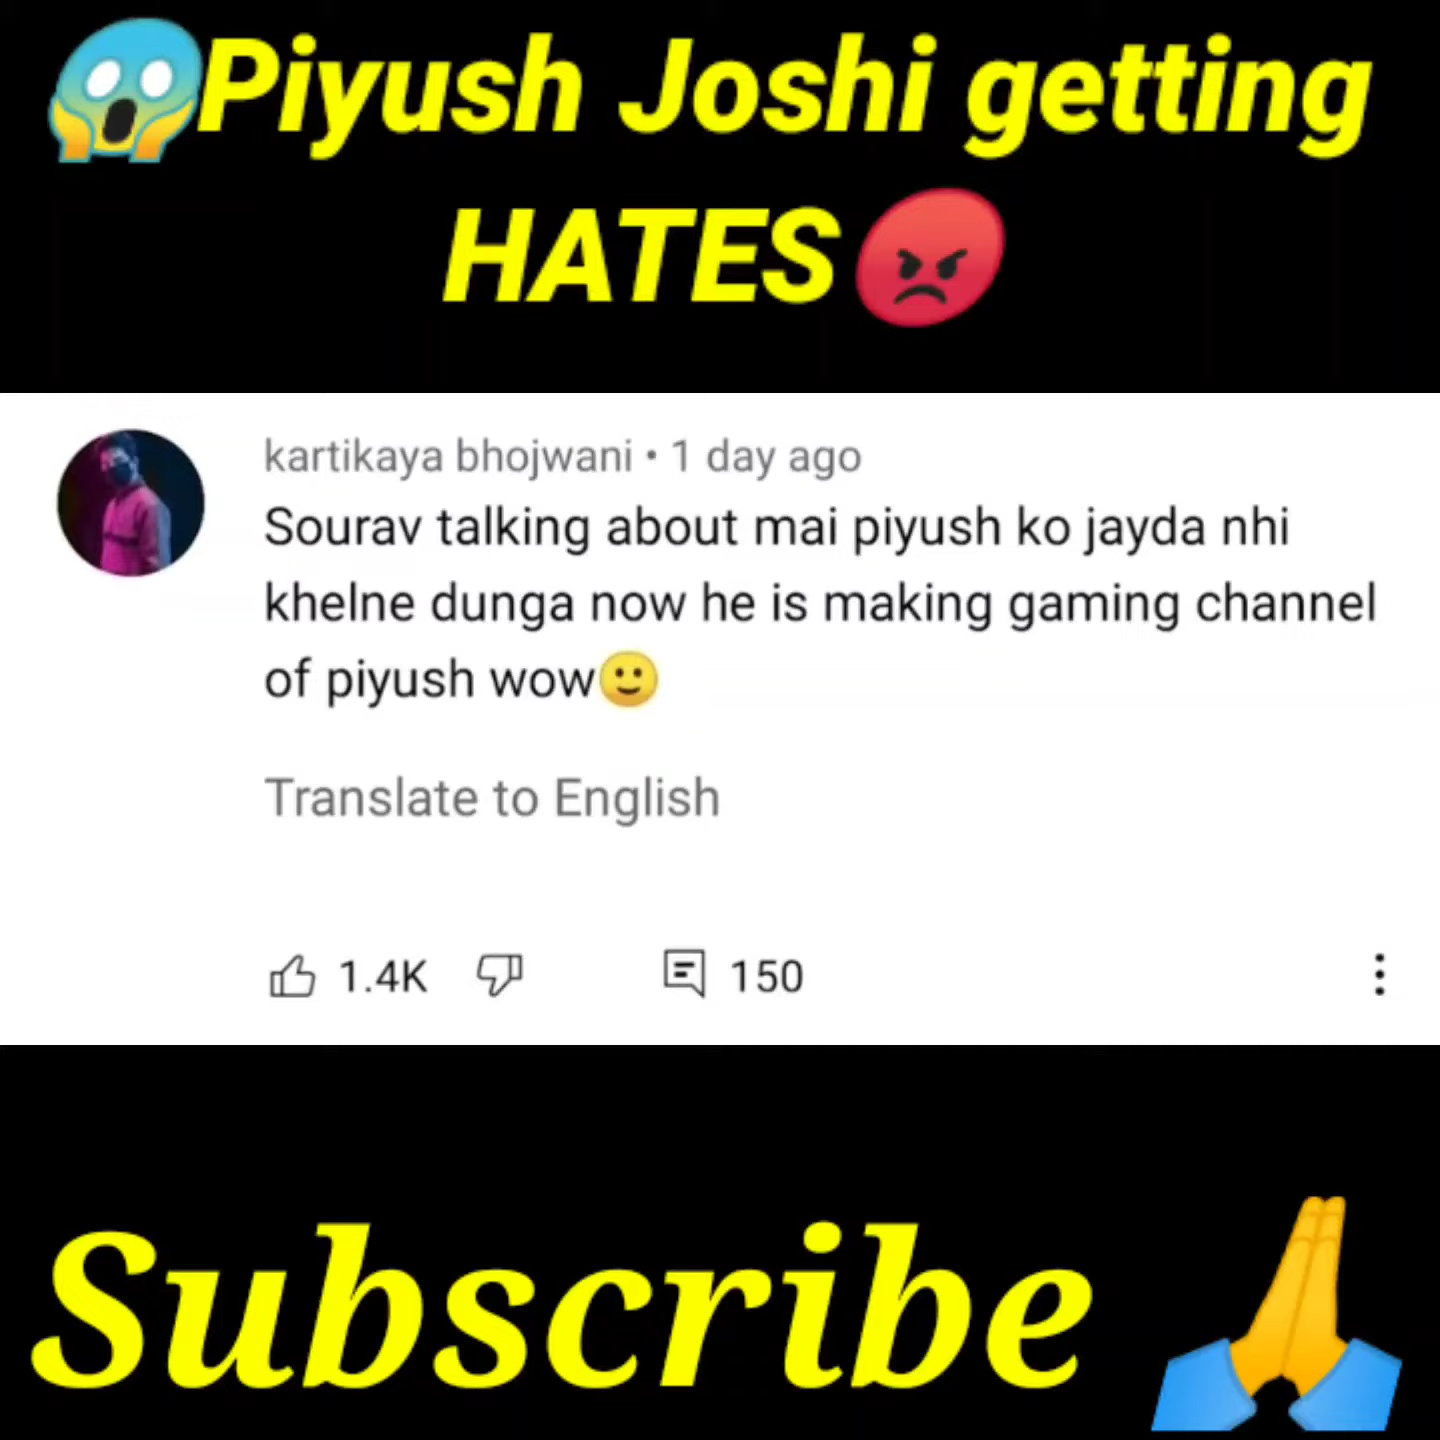 😱Piyush Joshi getting
HATES😡
kartikaya bhojwani • 1 day ago
Sourav talking about mai piyush ko jayda nhi
khelne dunga now he is making gaming channel
of piyush wow🙂
Translate to English
1.4K 150
Subscribe 🙏